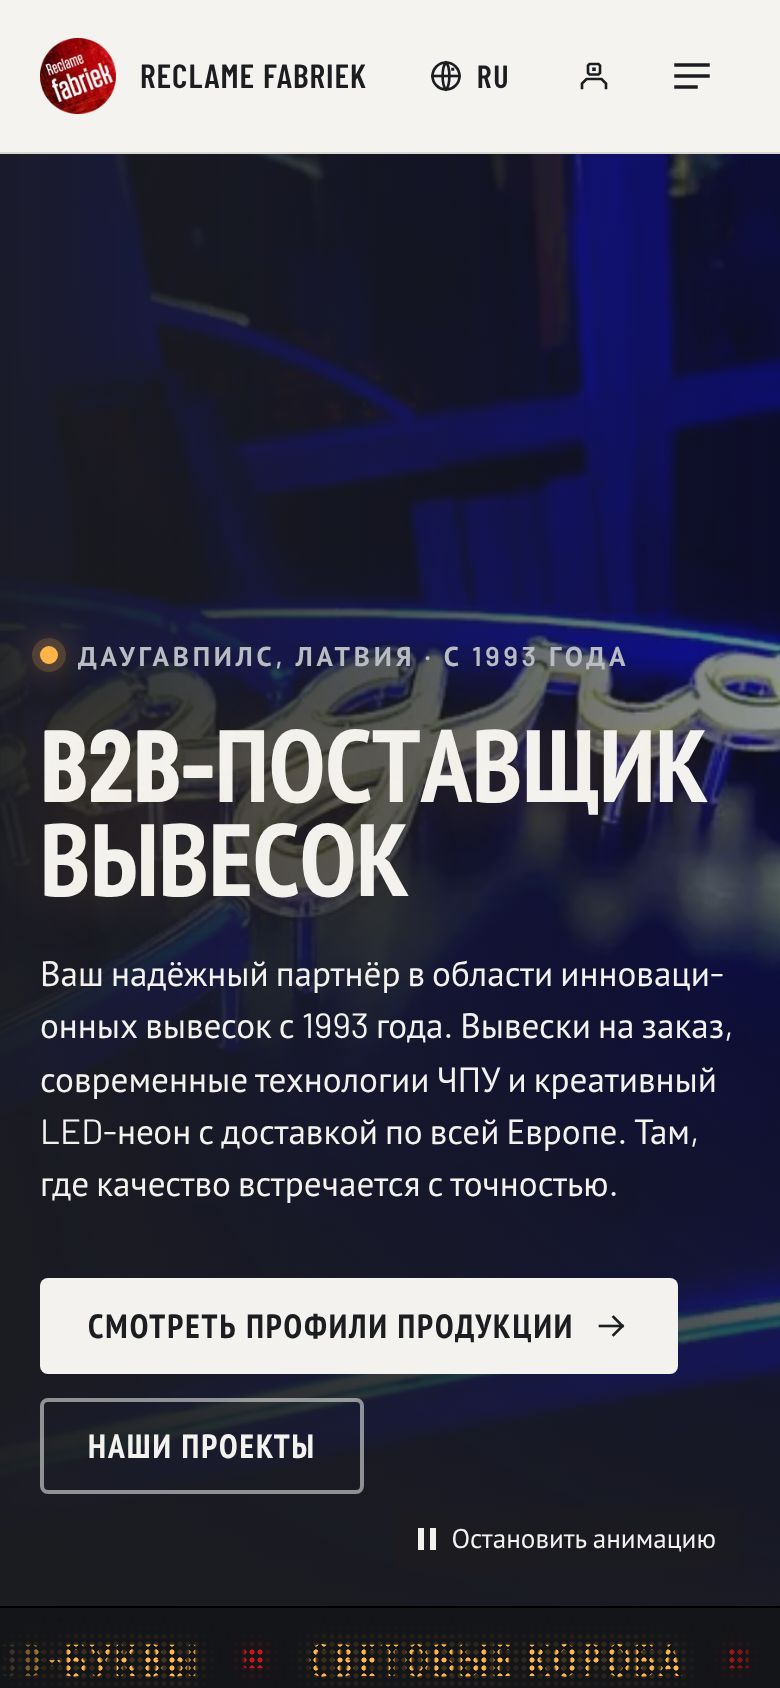 Reclame
fabriek
RECLAME FABRIEK
RU
ДАУГАВПИЛС, ЛАТВИЯ · С 1993 ГОДА
B2B-ПОСТАВЩИК
ВЫВЕСОК
Ваш надёжный партнёр в области инноваци-
онных вывесок с 1993 года. Вывески на заказ,
современные технологии ЧПУ и креативный
LED-неон с доставкой по всей Европе. Там,
где качество встречается с точностью.
СМОТРЕТЬ ПРОФИЛИ ПРОДУКЦИИ →
НАШИ ПРОЕКТЫ
Остановить анимацию
-БУКВЫ СВЕТОВЫЕ КОРОБА